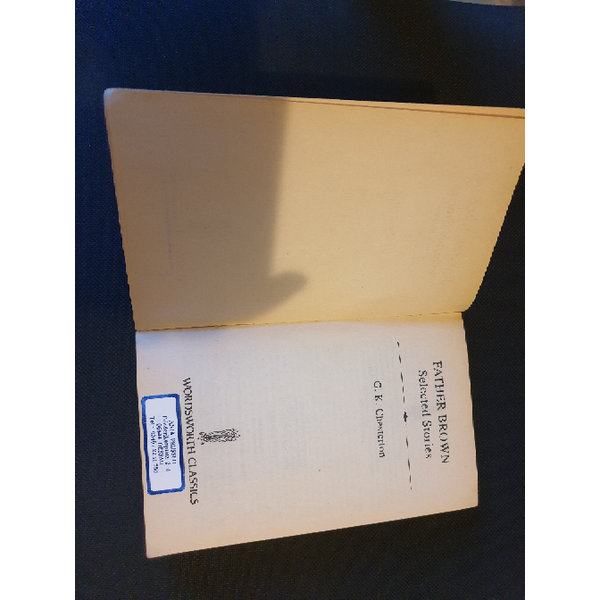 FATHER BROWN
Selected Stories
G. K. Chesterton
WORDSWORTH CLASSICS